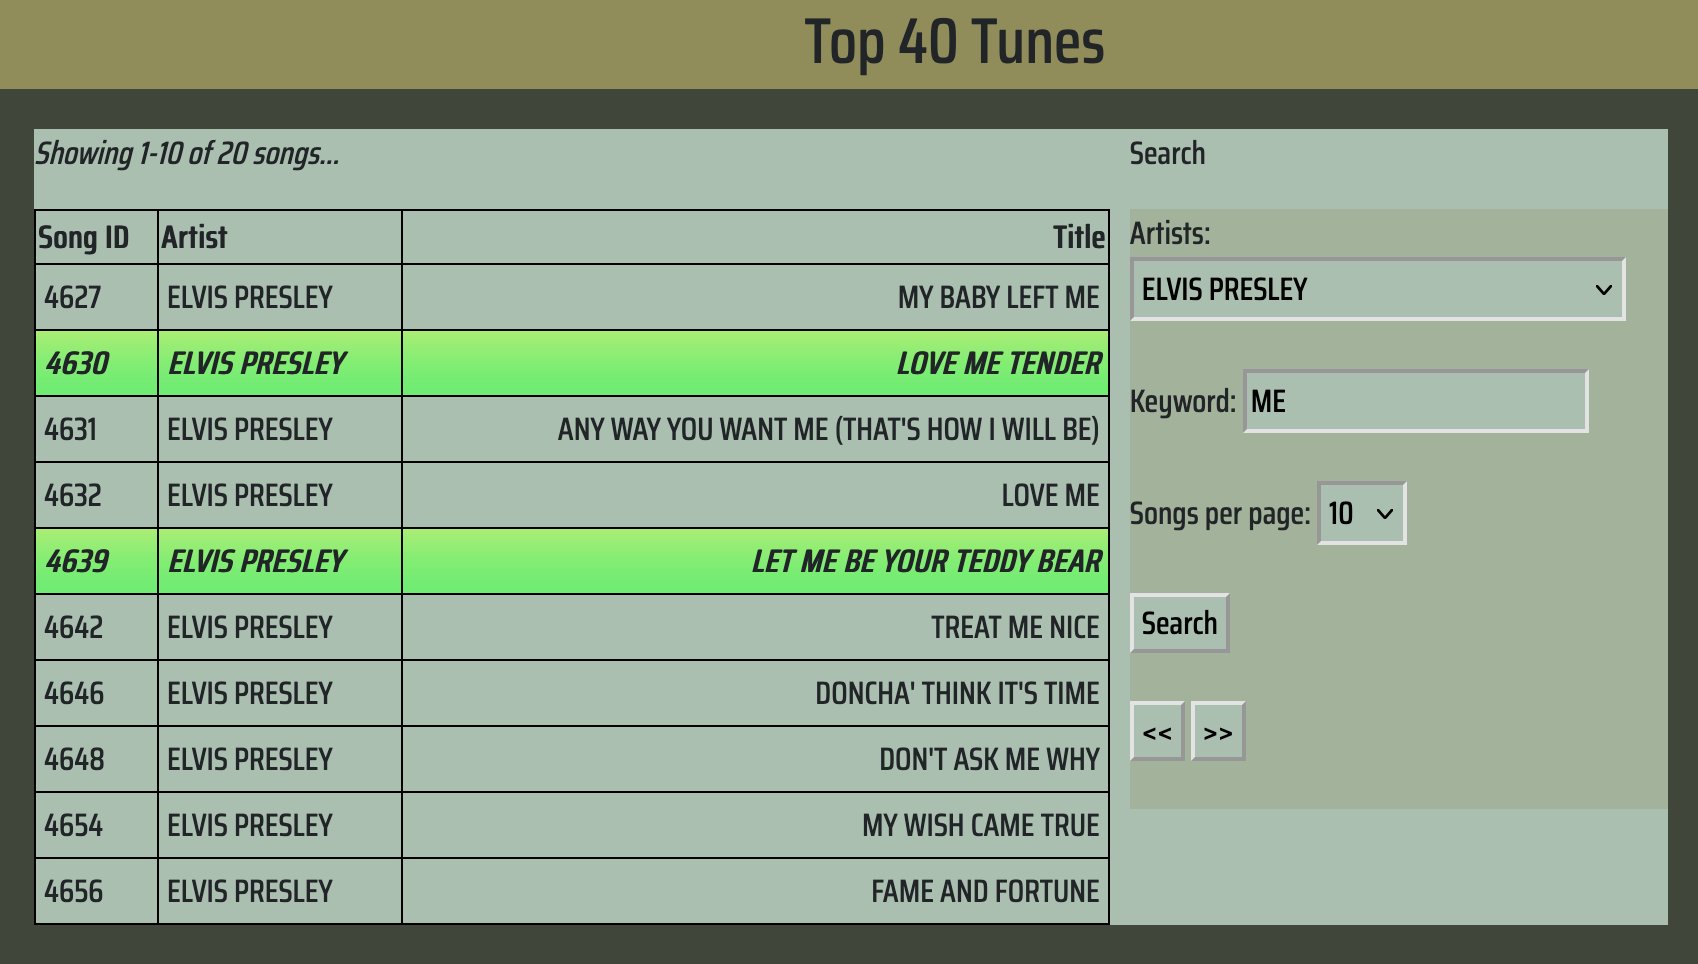 Top 40 Tunes
Showing 1-10 of 20 songs...
Song ID Artist Title
4627 ELVIS PRESLEY MY BABY LEFT ME
4630 ELVIS PRESLEY LOVE ME TENDER
4631 ELVIS PRESLEY ANY WAY YOU WANT ME (THAT'S HOW I WILL BE)
4632 ELVIS PRESLEY LOVE ME
4639 ELVIS PRESLEY LET ME BE YOUR TEDDY BEAR
4642 ELVIS PRESLEY TREAT ME NICE
4646 ELVIS PRESLEY DONCHA' THINK IT'S TIME
4648 ELVIS PRESLEY DON'T ASK ME WHY
4654 ELVIS PRESLEY MY WISH CAME TRUE
4656 ELVIS PRESLEY FAME AND FORTUNE
Search
Artists:
ELVIS PRESLEY
Keyword: ME
Songs per page: 10
Search
<< >>